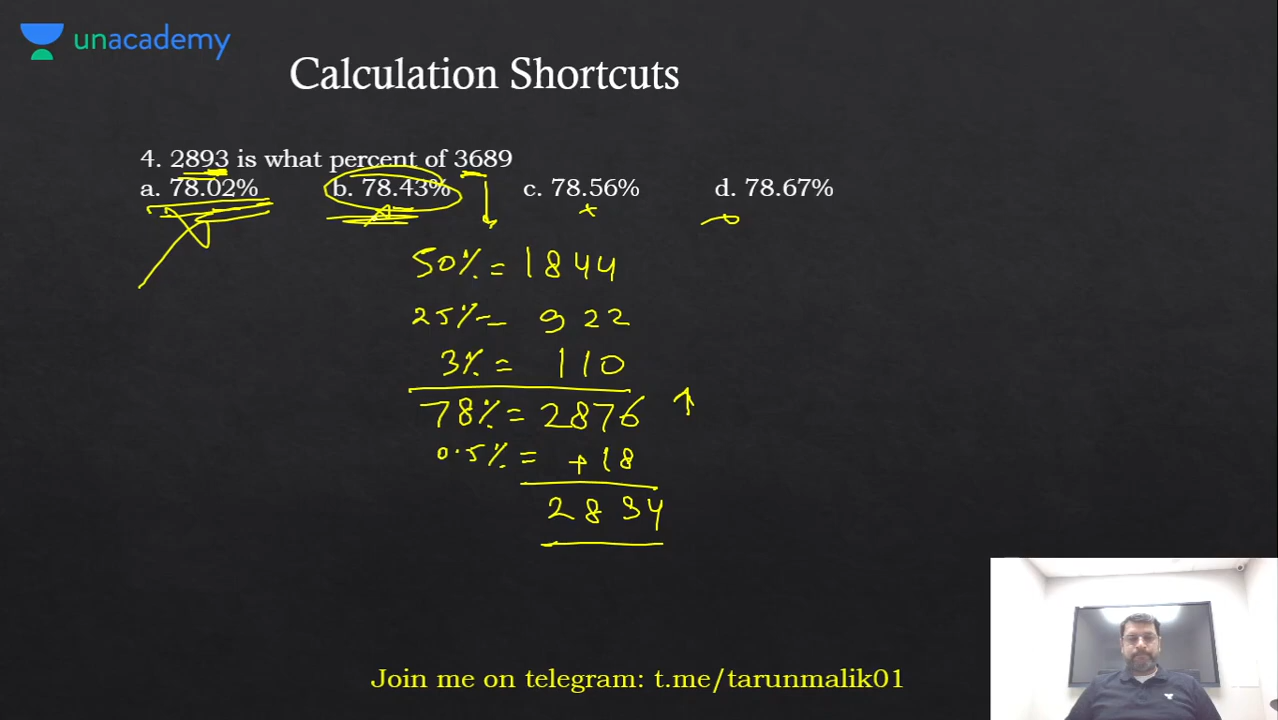 unacademy
Calculation Shortcuts
4. 2893 is what percent of 3689
a. 78.02% b. 78.43% c. 78.56% d. 78.67%
50% = 1844
25% = 922
3% = 110
78% = 2876
0.5% = +18
2894
Join me on telegram: t.me/tarunmalik01